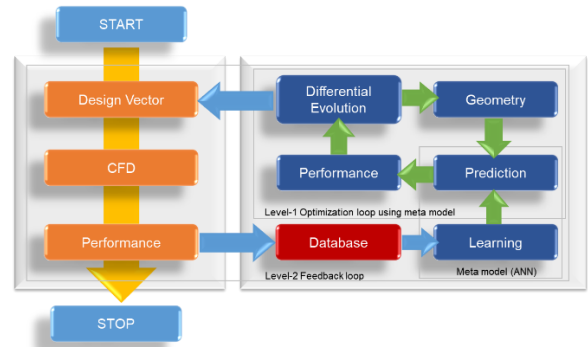 START
Design Vector
CFD
Performance
STOP
Differential
Evolution
Geometry
Performance
Prediction
Level-1 Optimization loop using meta model
Database
Learning
Level-2 Feedback loop
Meta model (ANN)